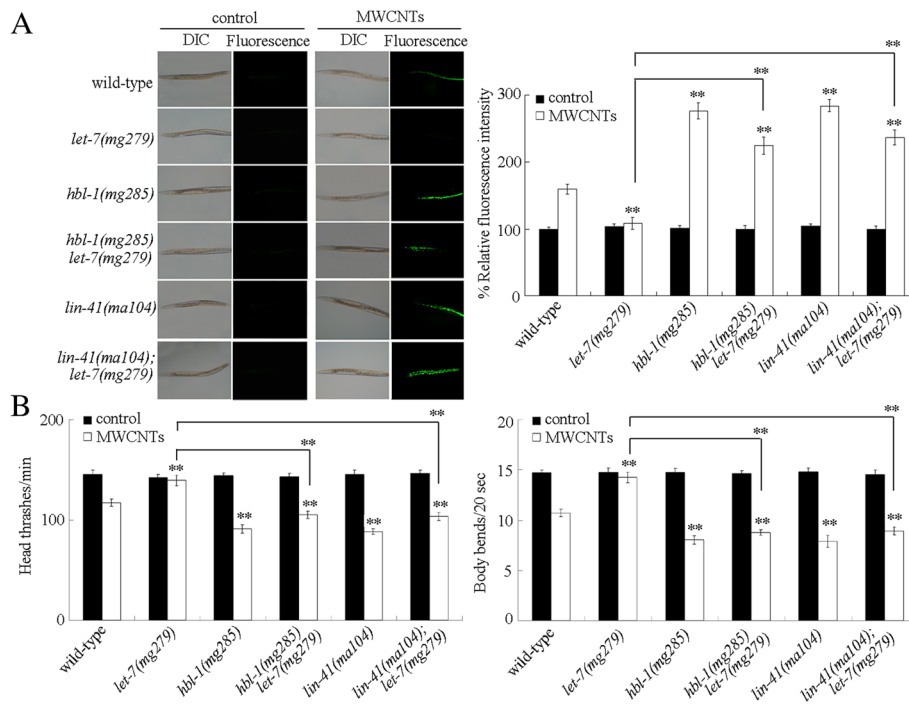 A
control MWCNTs
DIC Fluorescence DIC Fluorescence
wild-type
let-7(mg279)
hbl-1(mg285)
hbl-1(mg285)
let-7(mg279)
lin-41(ma104)
lin-41(ma104);
let-7(mg279)
% Relative fluorescence intensity
300
200
100
0
control
MWCNTs
**
**
**
**
**
**
**
wild-type
let-7(mg279)
hbl-1(mg285)
hbl-1(mg285)
let-7(mg279)
lin-41(ma104)
lin-41(ma104);
let-7(mg279)
B
Head thrashes/min
200
100
0
control
MWCNTs
**
**
**
**
**
**
**
wild-type
let-7(mg279)
hbl-1(mg285)
hbl-1(mg285)
let-7(mg279)
lin-41(ma104)
lin-41(ma104);
let-7(mg279)
Body bends/20 sec
20
15
10
5
0
control
MWCNTs
**
**
**
**
**
**
**
wild-type
let-7(mg279)
hbl-1(mg285)
hbl-1(mg285)
let-7(mg279)
lin-41(ma104)
lin-41(ma104);
let-7(mg279)